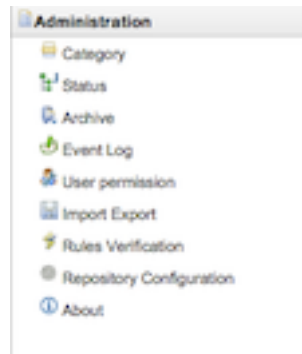 Administration
Category
Status
Archive
Event Log
User permission
Import Export
Rules Verification
Repository Configuration
About